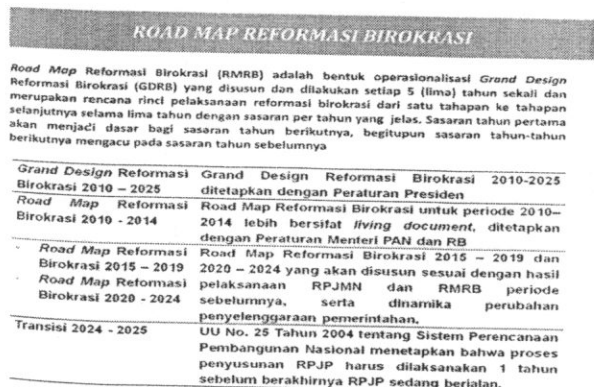 ROAD MAP REFORMASI BIROKRASI
Road Map Reformasi Birokrasi (RMRB) adalah bentuk operasionalisasi Grand Design
Reformasi Birokrasi (GDRB) yang disusun dan dilakukan setiap 5 (lima) tahun sekali dan
merupakan rencana rinci pelaksanaan reformasi birokrasi dari satu tahapan ke tahapan
selanjutnya selama lima tahun dengan sasaran per tahun yang jelas. Sasaran tahun pertama
akan menjadi dasar bagi sasaran tahun berikutnya, begitupun sasaran tahun-tahun
berikutnya mengacu pada sasaran tahun sebelumnya
Grand Design Reformasi
Birokrasi 2010 – 2025
Grand Design Reformasi Birokrasi 2010-2025
ditetapkan dengan Peraturan Presiden
Road Map Reformasi
Birokrasi 2010 - 2014
Road Map Reformasi Birokrasi untuk periode 2010–
2014 lebih bersifat living document, ditetapkan
dengan Peraturan Menteri PAN dan RB
Road Map Reformasi
Birokrasi 2015 – 2019
Road Map Reformasi
Birokrasi 2020 - 2024
Road Map Reformasi Birokrasi 2015 – 2019 dan
2020 – 2024 yang akan disusun sesuai dengan hasil
pelaksanaan RPJMN dan RMRB periode
sebelumnya, serta dinamika perubahan
penyelenggaraan pemerintahan.
Transisi 2024 - 2025
UU No. 25 Tahun 2004 tentang Sistem Perencanaan
Pembangunan Nasional menetapkan bahwa proses
penyusunan RPJP harus dilaksanakan 1 tahun
sebelum berakhirnya RPJP sedang berjalan.